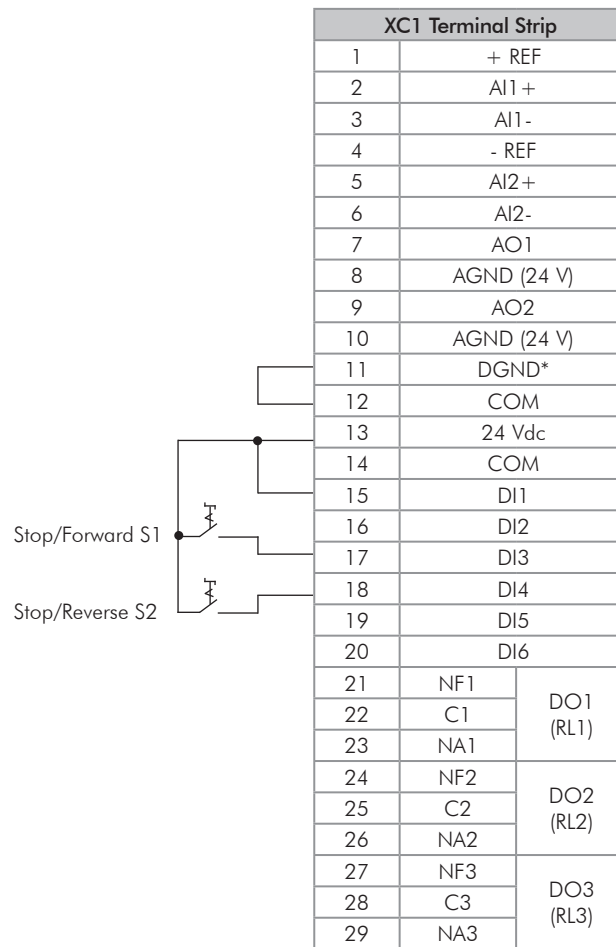 XC1 Terminal Strip
1 + REF
2 AI1+
3 AI1-
4 - REF
5 AI2+
6 AI2-
7 AO1
8 AGND (24 V)
9 AO2
10 AGND (24 V)
11 DGND*
12 COM
13 24 Vdc
14 COM
15 DI1
16 DI2
Stop/Forward S1
17 DI3
18 DI4
Stop/Reverse S2
19 DI5
20 DI6
21 NF1
22 C1
23 NA1
DO1
(RL1)
24 NF2
25 C2
26 NA2
DO2
(RL2)
27 NF3
28 C3
29 NA3
DO3
(RL3)